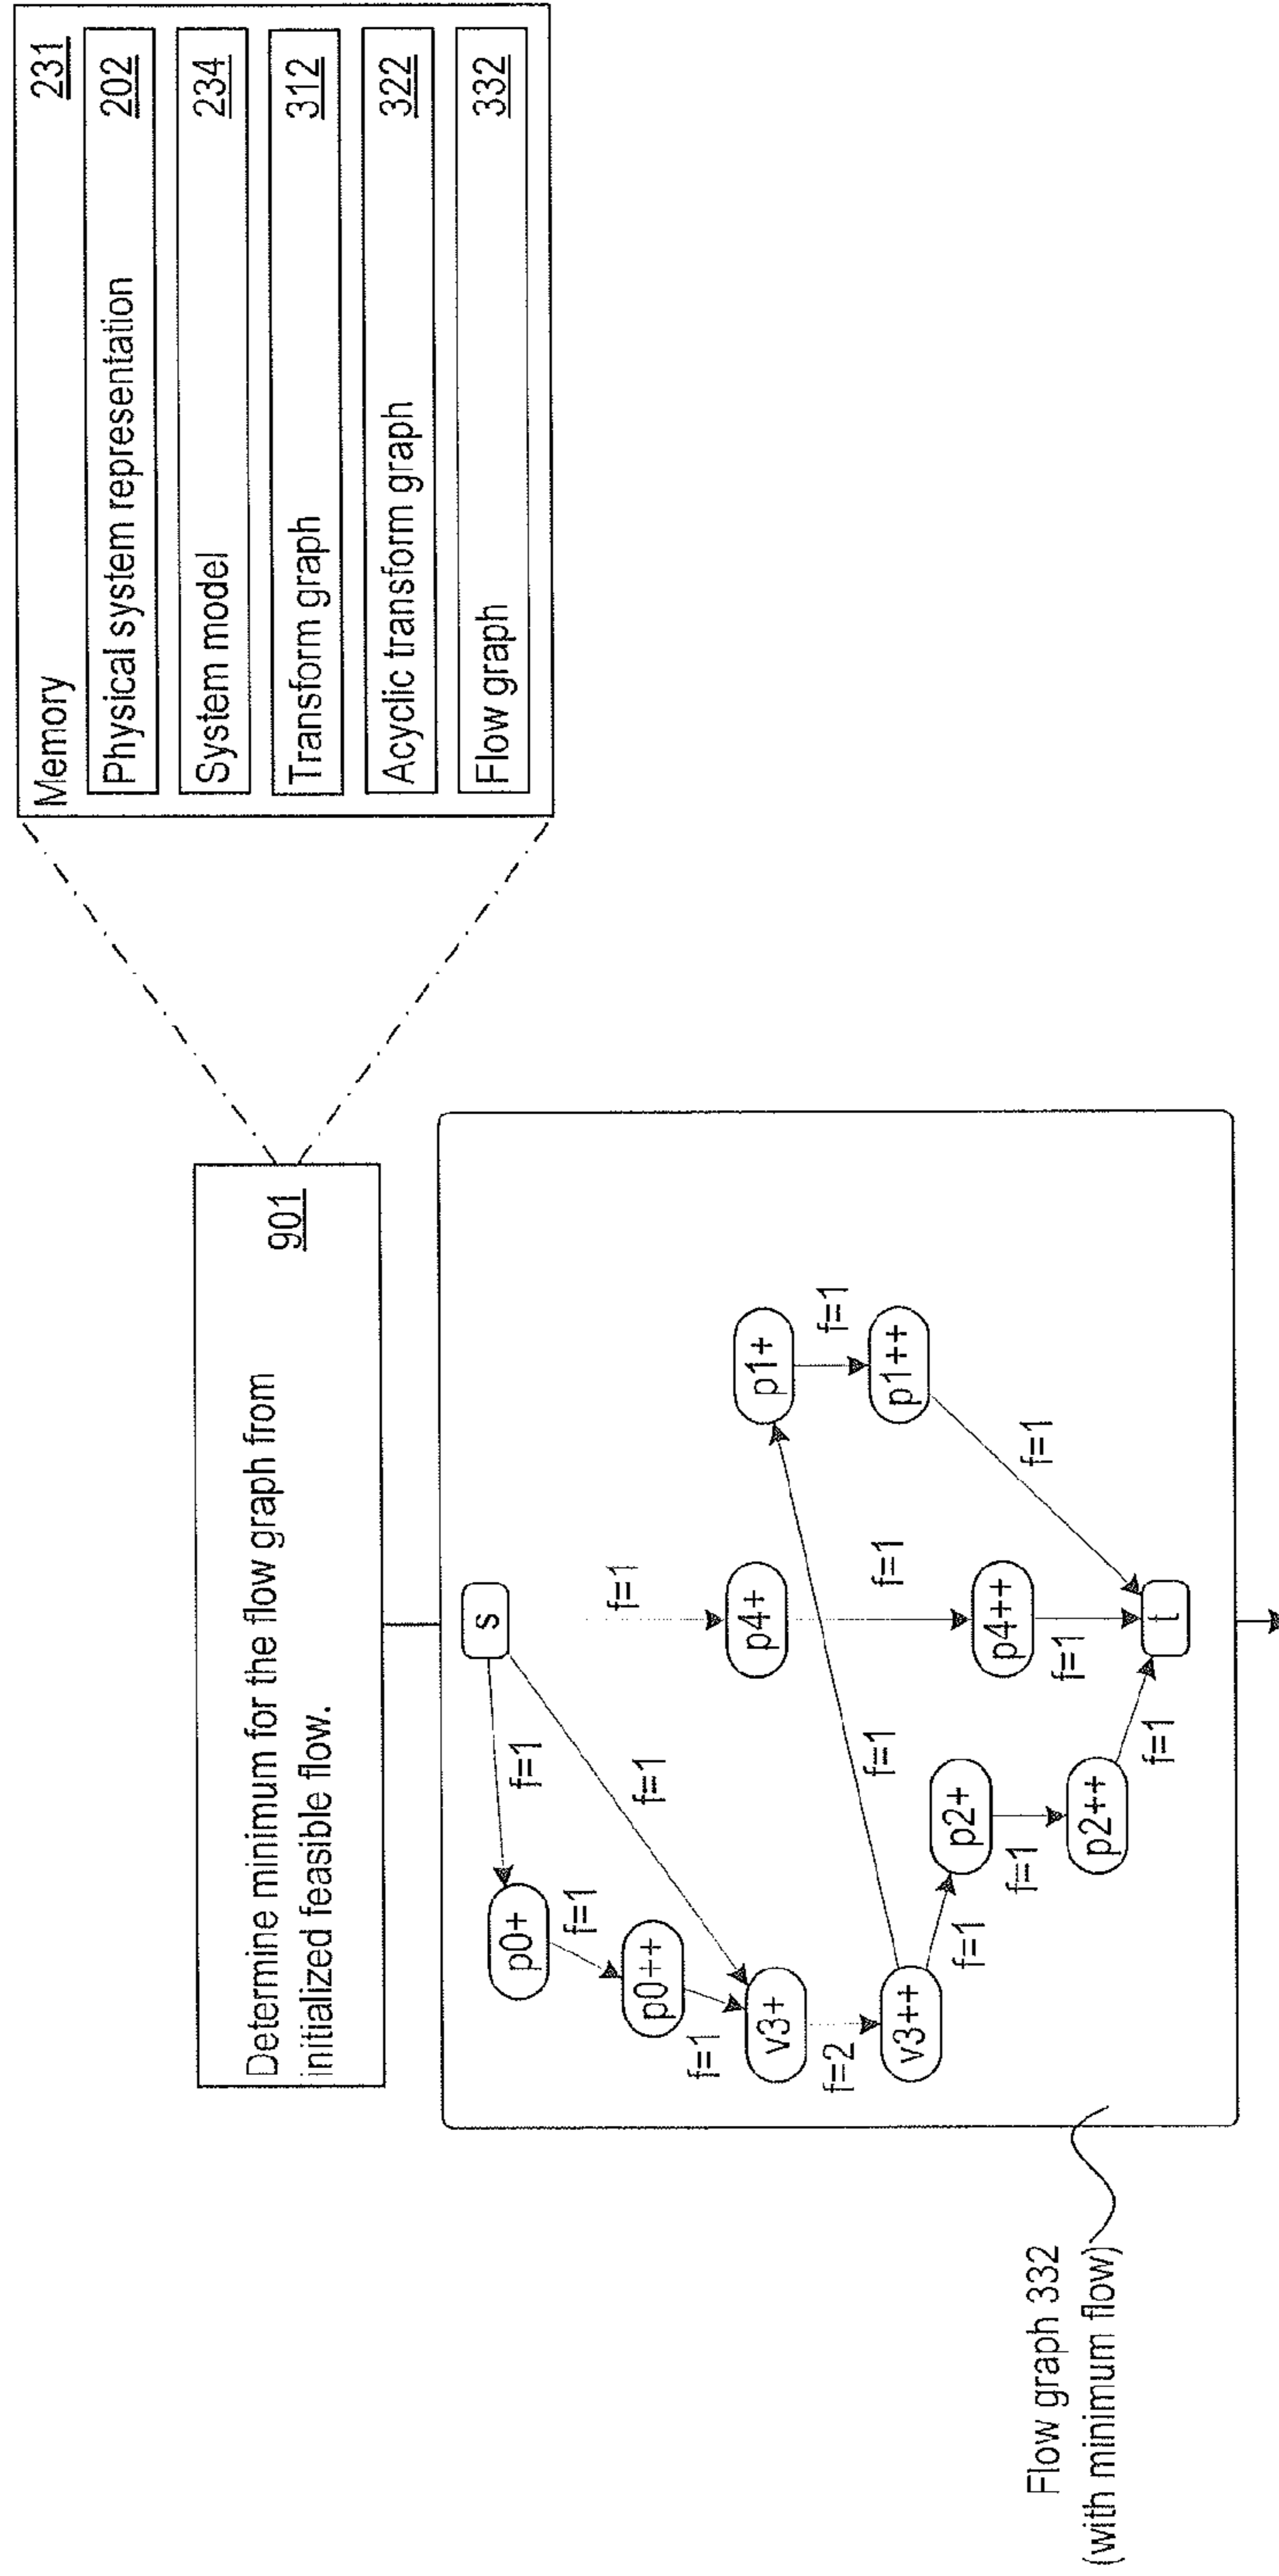 Determine minimum for the flow graph from
initialized feasible flow.
901
Memory
231
Physical system representation
202
System model
234
Transform graph
312
Acyclic transform graph
322
Flow graph
332
s
f=1
f=1
f=1
p0+
f=1
p0++
f=1
v3+
f=2
v3++
f=1
f=1
p4+
f=1
p1+
f=1
p1++
f=1
p2+
f=1
p2++
f=1
p4++
f=1
t
Flow graph 332
(with minimum flow)